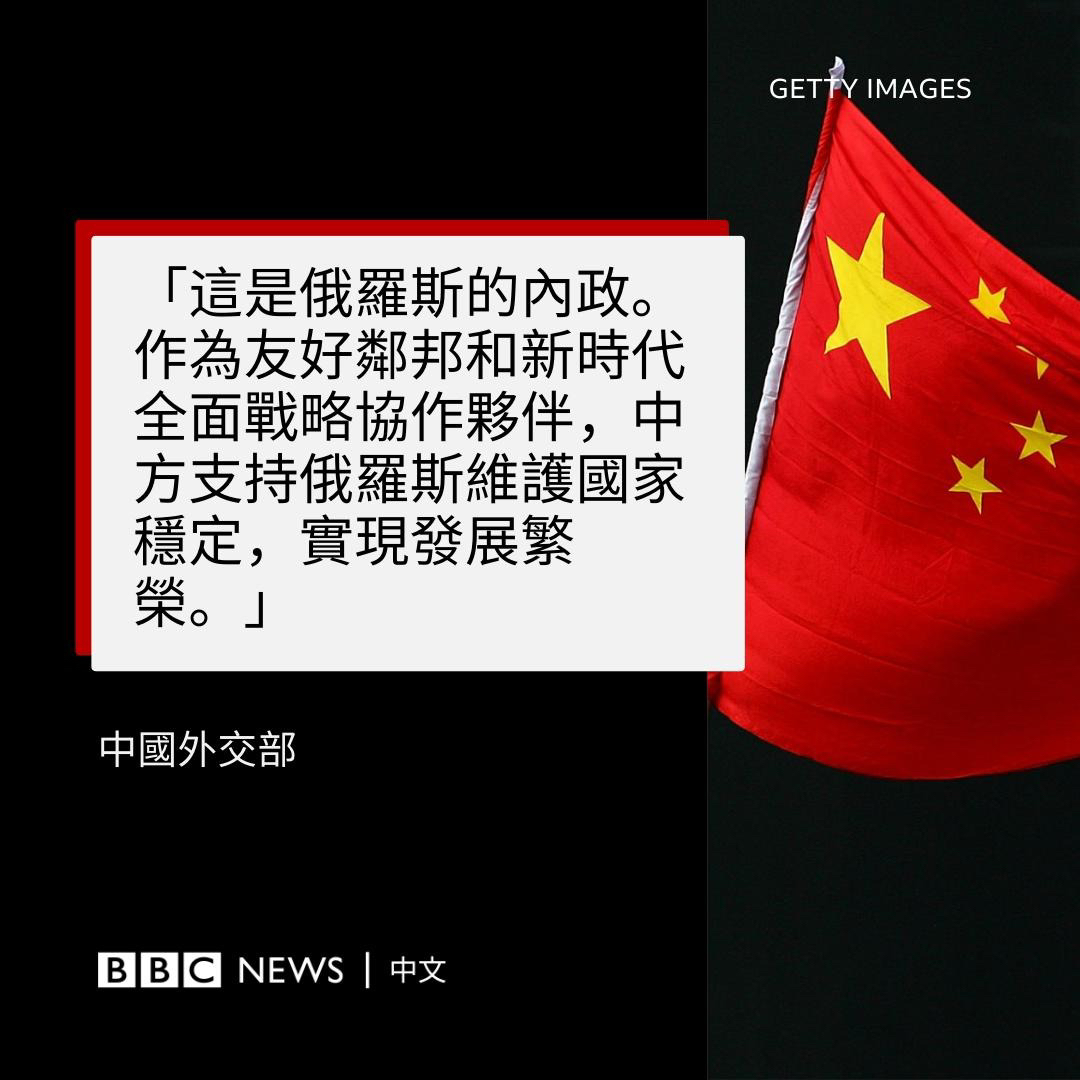 GETTY IMAGES
「這是俄羅斯的內政。
作為友好鄰邦和新時代
全面戰略協作夥伴，中
方支持俄羅斯維護國家
穩定，實現發展繁
榮。」
中國外交部
BBC NEWS | 中文